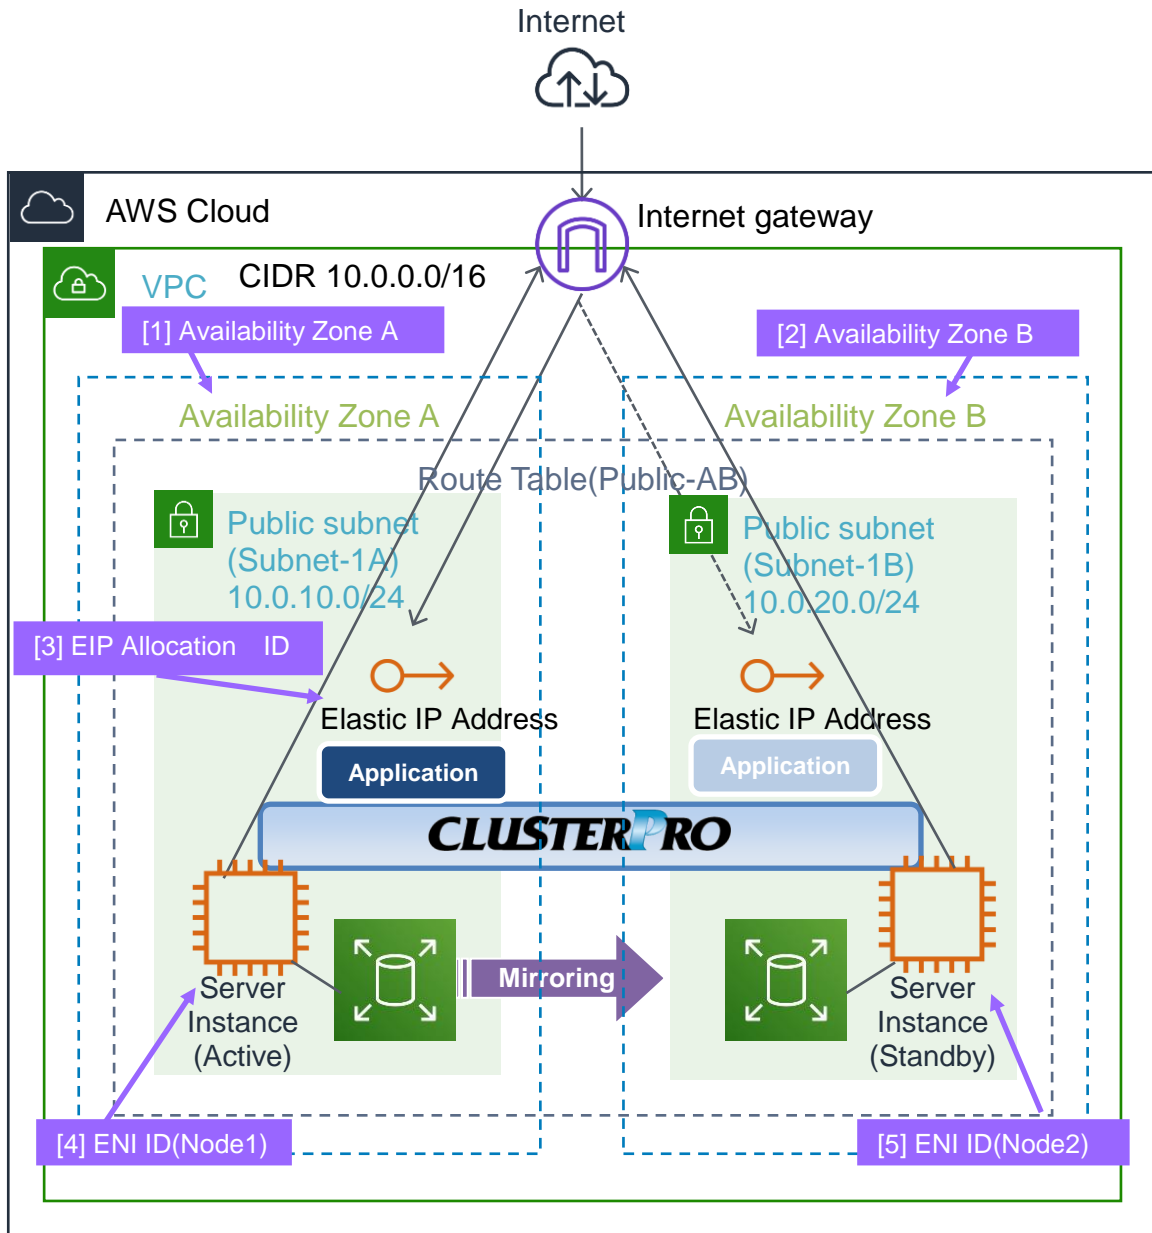 Internet
AWS Cloud
Internet gateway
VPC
CIDR 10.0.0.0/16
[1] Availability Zone A
[2] Availability Zone B
Availability Zone A
Availability Zone B
Route Table(Public-AB)
Public subnet
(Subnet-1A)
10.0.10.0/24
Public subnet
(Subnet-1B)
10.0.20.0/24
[3] EIP Allocation ID
Elastic IP Address
Elastic IP Address
Application
Application
CLUSTERPRO
Mirroring
Server
Instance
(Active)
Server
Instance
(Standby)
[4] ENI ID(Node1)
[5] ENI ID(Node2)